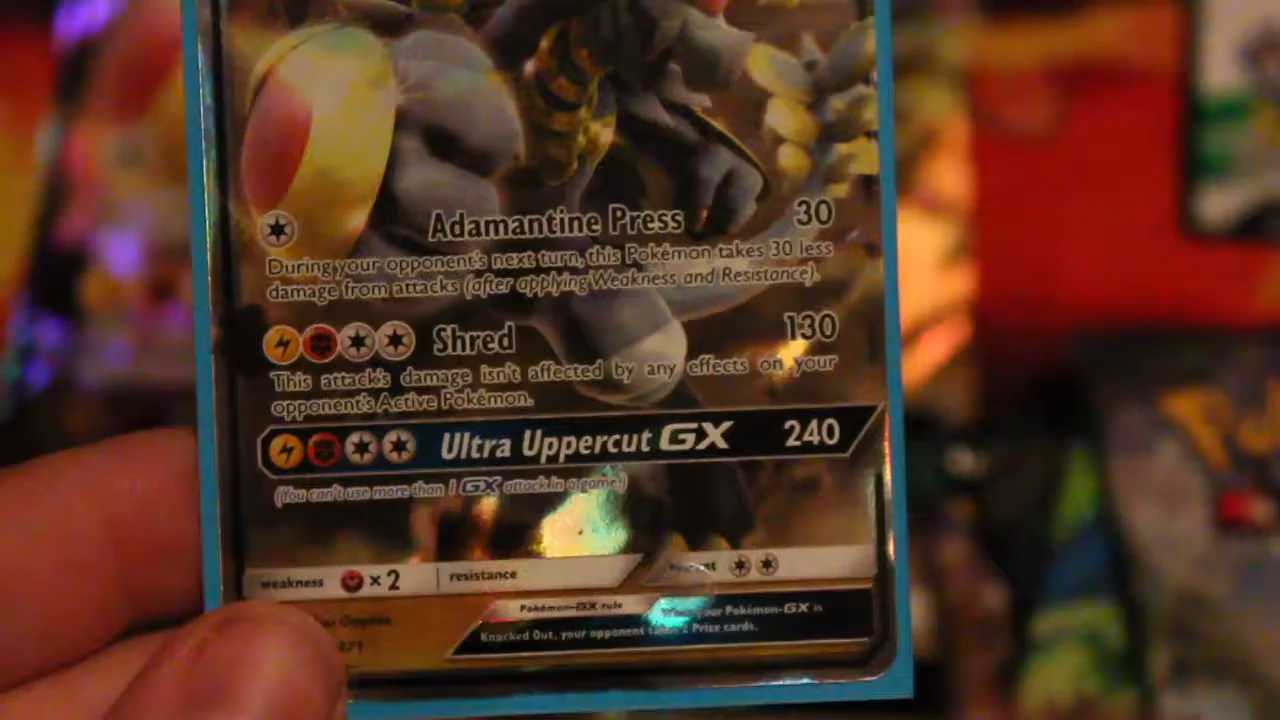 Adamantine Press 30
During your opponent's next turn, this Pokémon takes 30 less
damage from attacks (after applying Weakness and Resistance).
Shred 130
This attack's damage isn't affected by any effects on your
opponent's Active Pokémon.
Ultra Uppercut GX 240
(You can't use more than 1 GX attack in a game.)
weakness ×2 resistance
Pokémon-GX rule When your Pokémon-GX is
Knocked Out, your opponent takes 2 Prize cards.